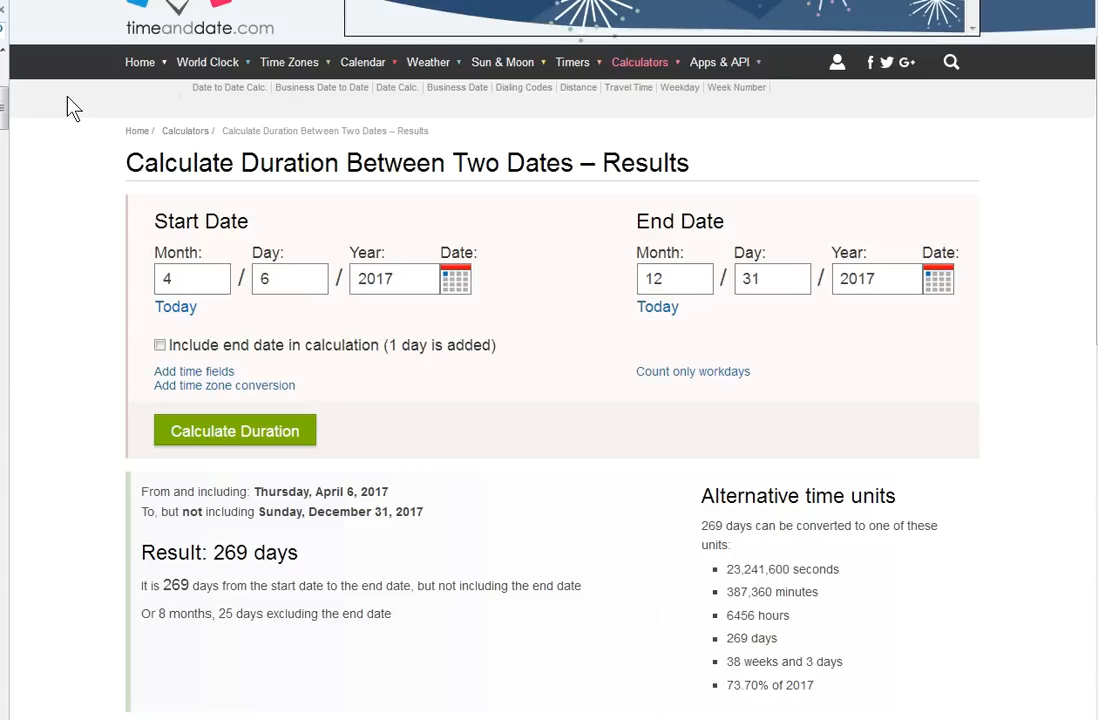 timeanddate.com
Home World Clock Time Zones Calendar Weather Sun & Moon Timers Calculators Apps & API
Date to Date Calc. | Business Date to Date | Date Calc. | Business Date | Dialing Codes | Distance | Travel Time | Weekday | Week Number |
Home / Calculators / Calculate Duration Between Two Dates – Results
Calculate Duration Between Two Dates – Results
Start Date
Month: Day: Year: Date:
4 / 6 / 2017
Today
End Date
Month: Day: Year: Date:
12 / 31 / 2017
Today
Include end date in calculation (1 day is added)
Add time fields
Add time zone conversion
Count only workdays
Calculate Duration
From and including: Thursday, April 6, 2017
To, but not including Sunday, December 31, 2017
Result: 269 days
It is 269 days from the start date to the end date, but not including the end date
Or 8 months, 25 days excluding the end date
Alternative time units
269 days can be converted to one of these
units:
23,241,600 seconds
387,360 minutes
6456 hours
269 days
38 weeks and 3 days
73.70% of 2017